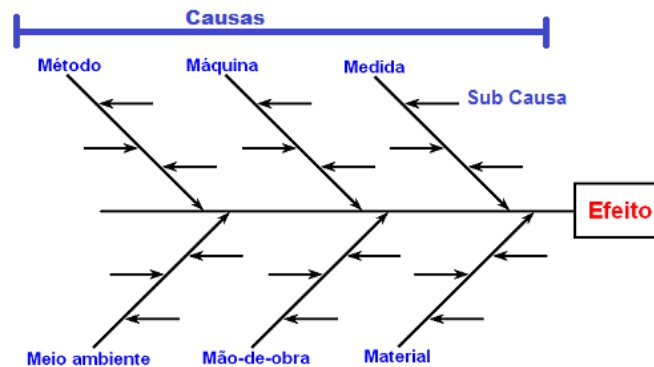 Causas
Método
Máquina
Medida
Sub Causa
Efeito
Meio ambiente
Mão-de-obra
Material